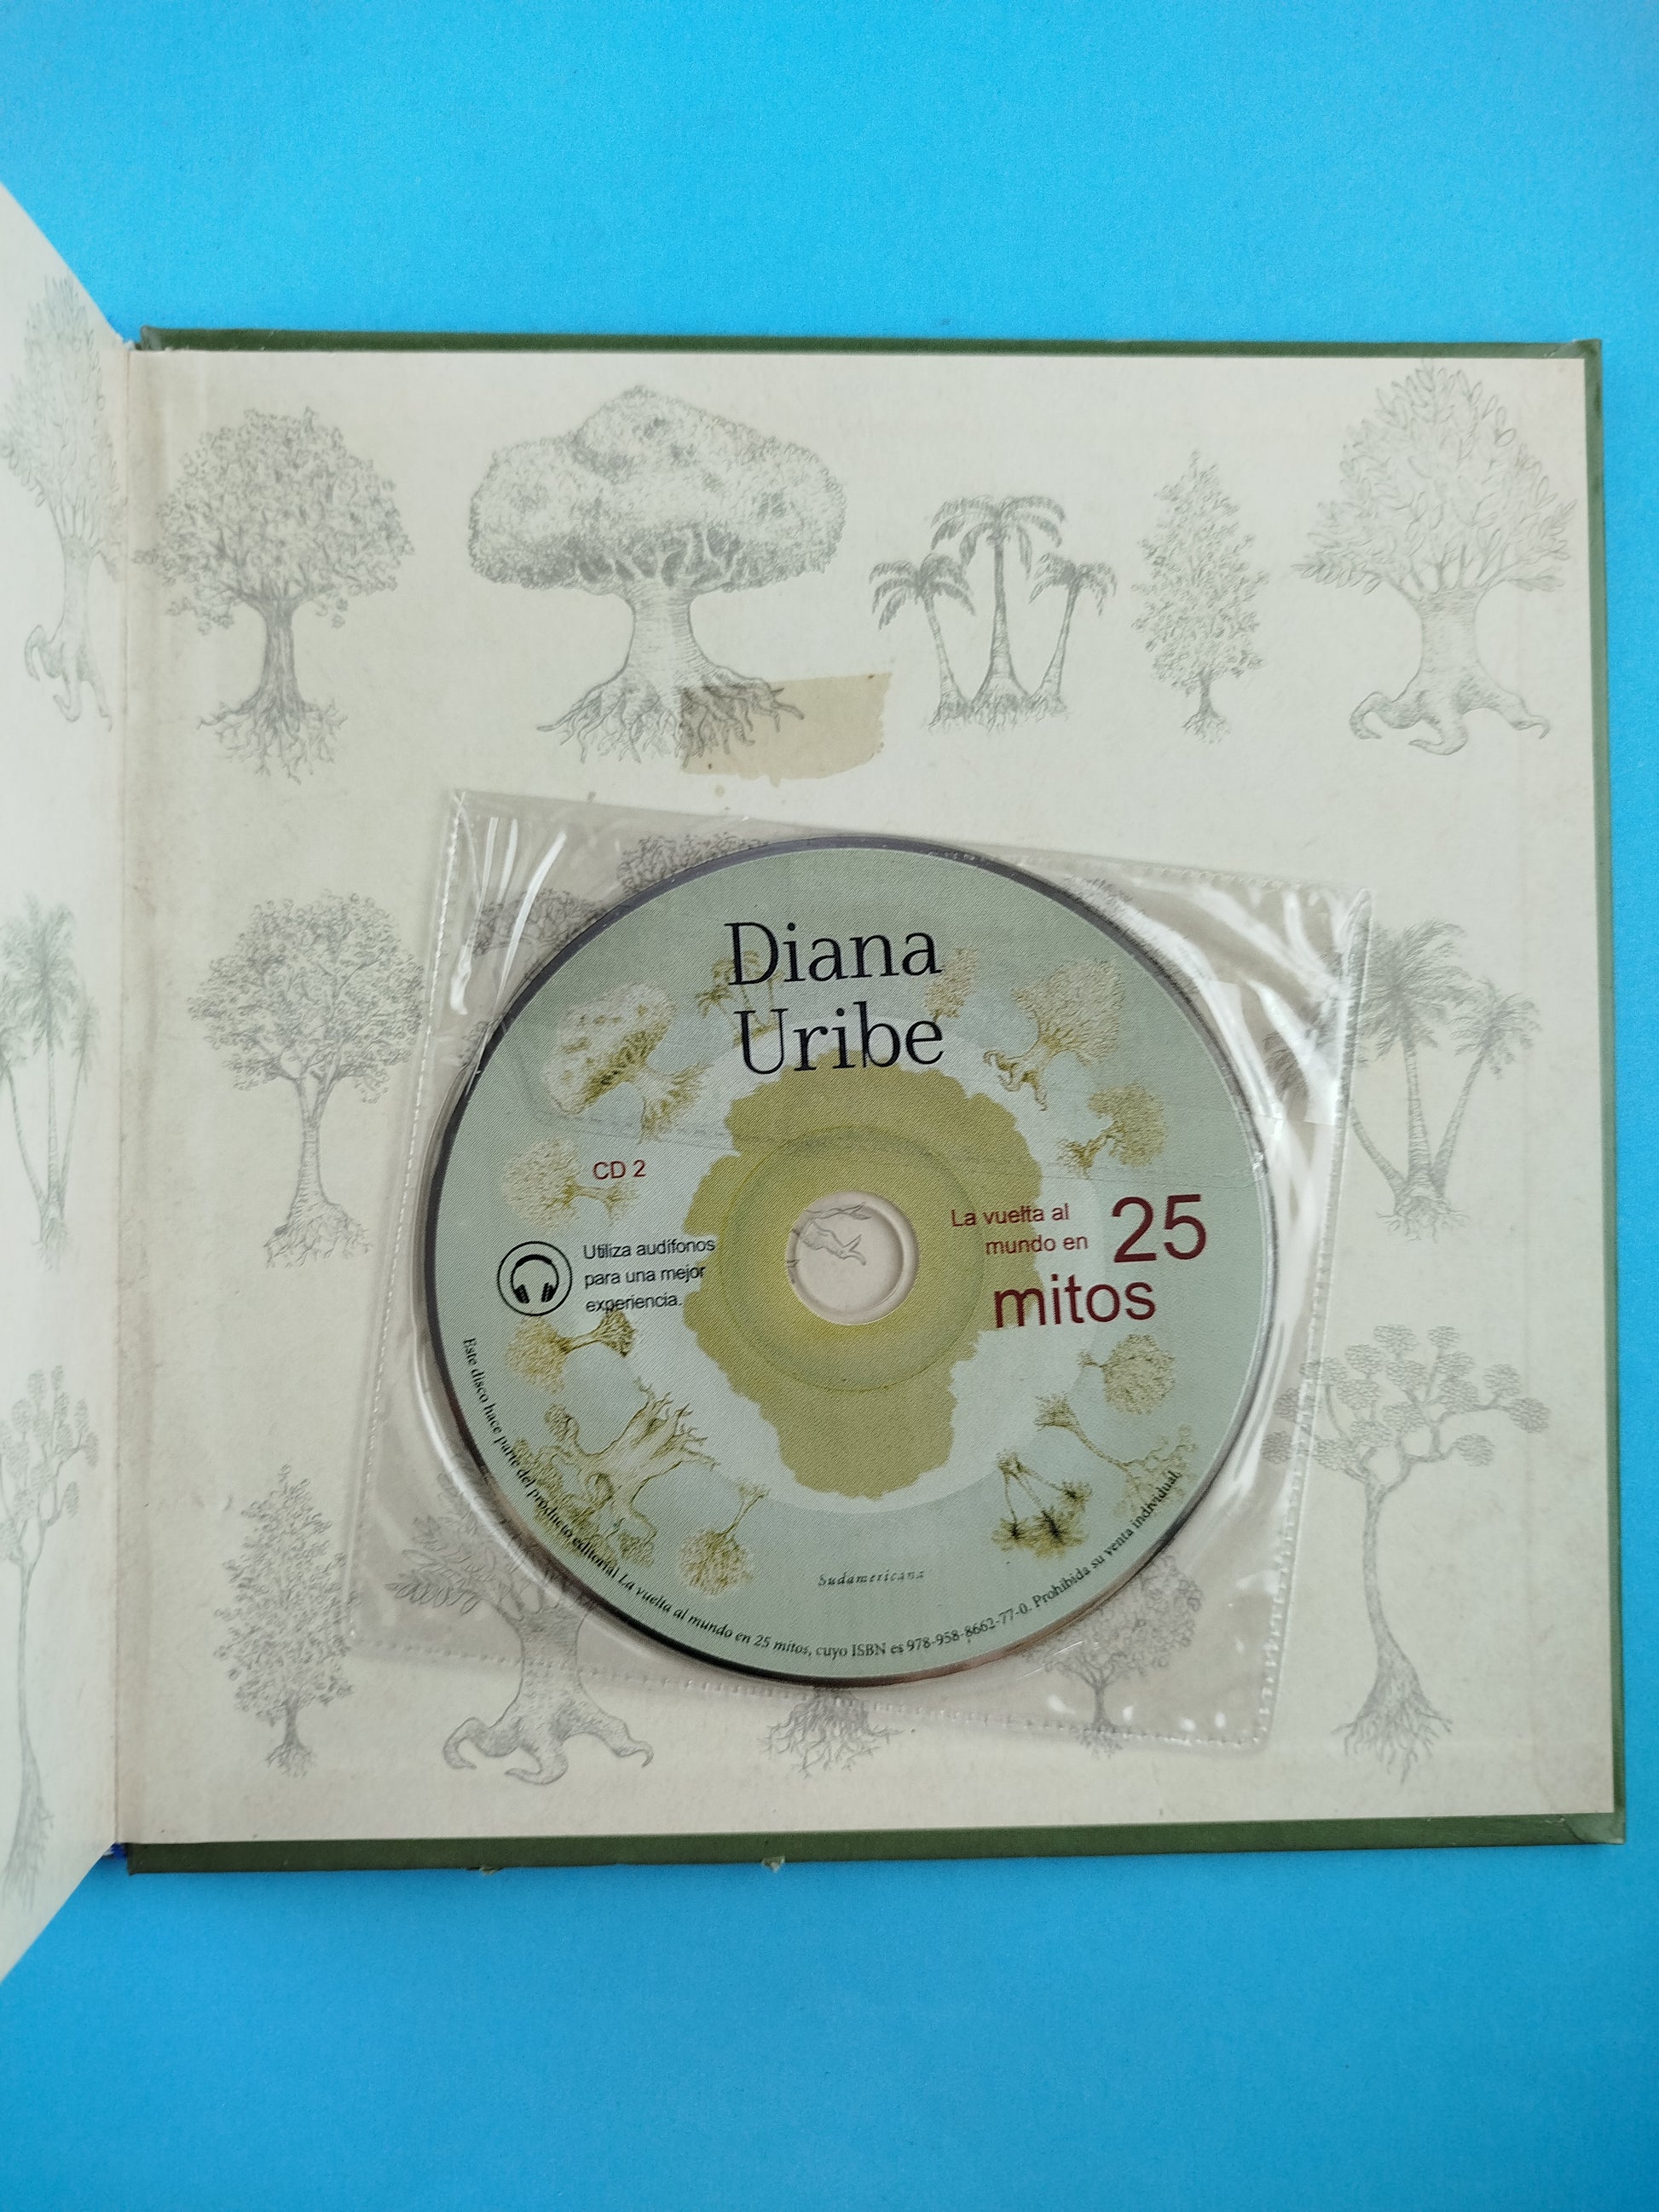 Diana
Uribe
CD 2
Utiliza audífonos
para una mejor
experiencia.
La vuelta al
mundo en 25
mitos
Sudamericana
Este disco hace parte del producto editorial La vuelta al mundo en 25 mitos, cuyo ISBN es 978-958-8662-77-0. Prohibida su venta individual.